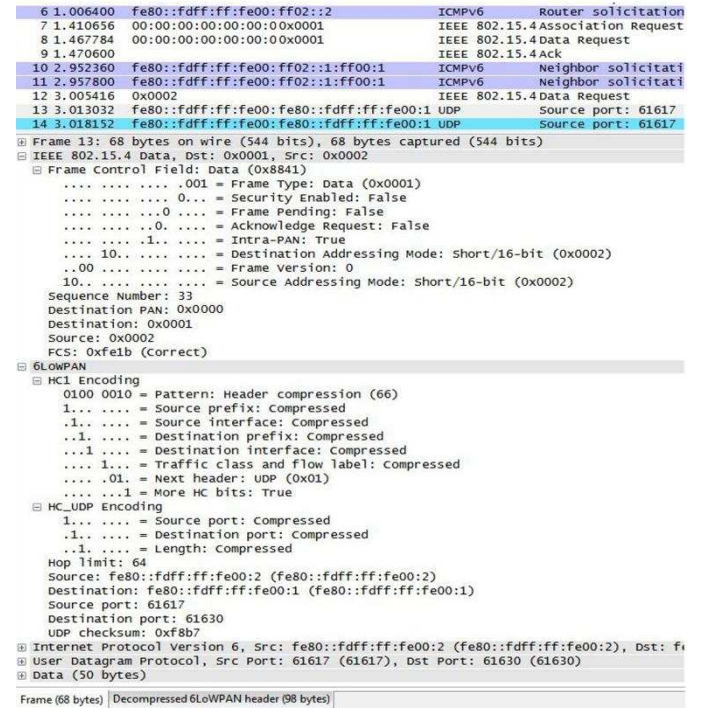 6 1.006400 fe80::fdff:ff:fe00:ff02::2 ICMPv6 Router solicitation
7 1.410656 00:00:00:00:00:00:00:0x0001 IEEE 802.15.4 Association Request
8 1.467784 00:00:00:00:00:00:00:0x0001 IEEE 802.15.4 Data Request
9 1.470600 IEEE 802.15.4 Ack
10 2.952360 fe80::fdff:ff:fe00:ff02::1:ff00:1 ICMPv6 Neighbor solicitati
11 2.957800 fe80::fdff:ff:fe00:ff02::1:ff00:1 ICMPv6 Neighbor solicitati
12 3.005416 0x0002 IEEE 802.15.4 Data Request
13 3.013032 fe80::fdff:ff:fe00:fe80::fdff:ff:fe00:1 UDP Source port: 61617
14 3.018152 fe80::fdff:ff:fe00:fe80::fdff:ff:fe00:1 UDP Source port: 61617
Frame 13: 68 bytes on wire (544 bits), 68 bytes captured (544 bits)
IEEE 802.15.4 Data, Dst: 0x0001, Src: 0x0002
Frame Control Field: Data (0x8841)
.... .... .... .001 = Frame Type: Data (0x0001)
.... .... .... 0... = Security Enabled: False
.... .... ...0 .... = Frame Pending: False
.... .... ..0. .... = Acknowledge Request: False
.... .... .1.. .... = Intra-PAN: True
.... 10.. .... .... = Destination Addressing Mode: Short/16-bit (0x0002)
..00 .... .... .... = Frame Version: 0
10.. .... .... .... = Source Addressing Mode: Short/16-bit (0x0002)
Sequence Number: 33
Destination PAN: 0x0000
Destination: 0x0001
Source: 0x0002
FCS: 0xfe1b (Correct)
6LoWPAN
HC1 Encoding
0100 0010 = Pattern: Header compression (66)
1... .... = Source prefix: Compressed
.1.. .... = Source interface: Compressed
..1. .... = Destination prefix: Compressed
...1 .... = Destination interface: Compressed
.... 1... = Traffic class and flow label: Compressed
.... .01. = Next header: UDP (0x01)
.... ...1 = More HC bits: True
HC_UDP Encoding
1... .... = Source port: Compressed
.1.. .... = Destination port: Compressed
..1. .... = Length: Compressed
Hop limit: 64
Source: fe80::fdff:ff:fe00:2 (fe80::fdff:ff:fe00:2)
Destination: fe80::fdff:ff:fe00:1 (fe80::fdff:ff:fe00:1)
Source port: 61617
Destination port: 61630
UDP checksum: 0xf8b7
Internet Protocol Version 6, Src: fe80::fdff:ff:fe00:2 (fe80::fdff:ff:fe00:2), Dst: fe
User Datagram Protocol, Src Port: 61617 (61617), Dst Port: 61630 (61630)
Data (50 bytes)
Frame (68 bytes) Decompressed 6LoWPAN header (98 bytes)